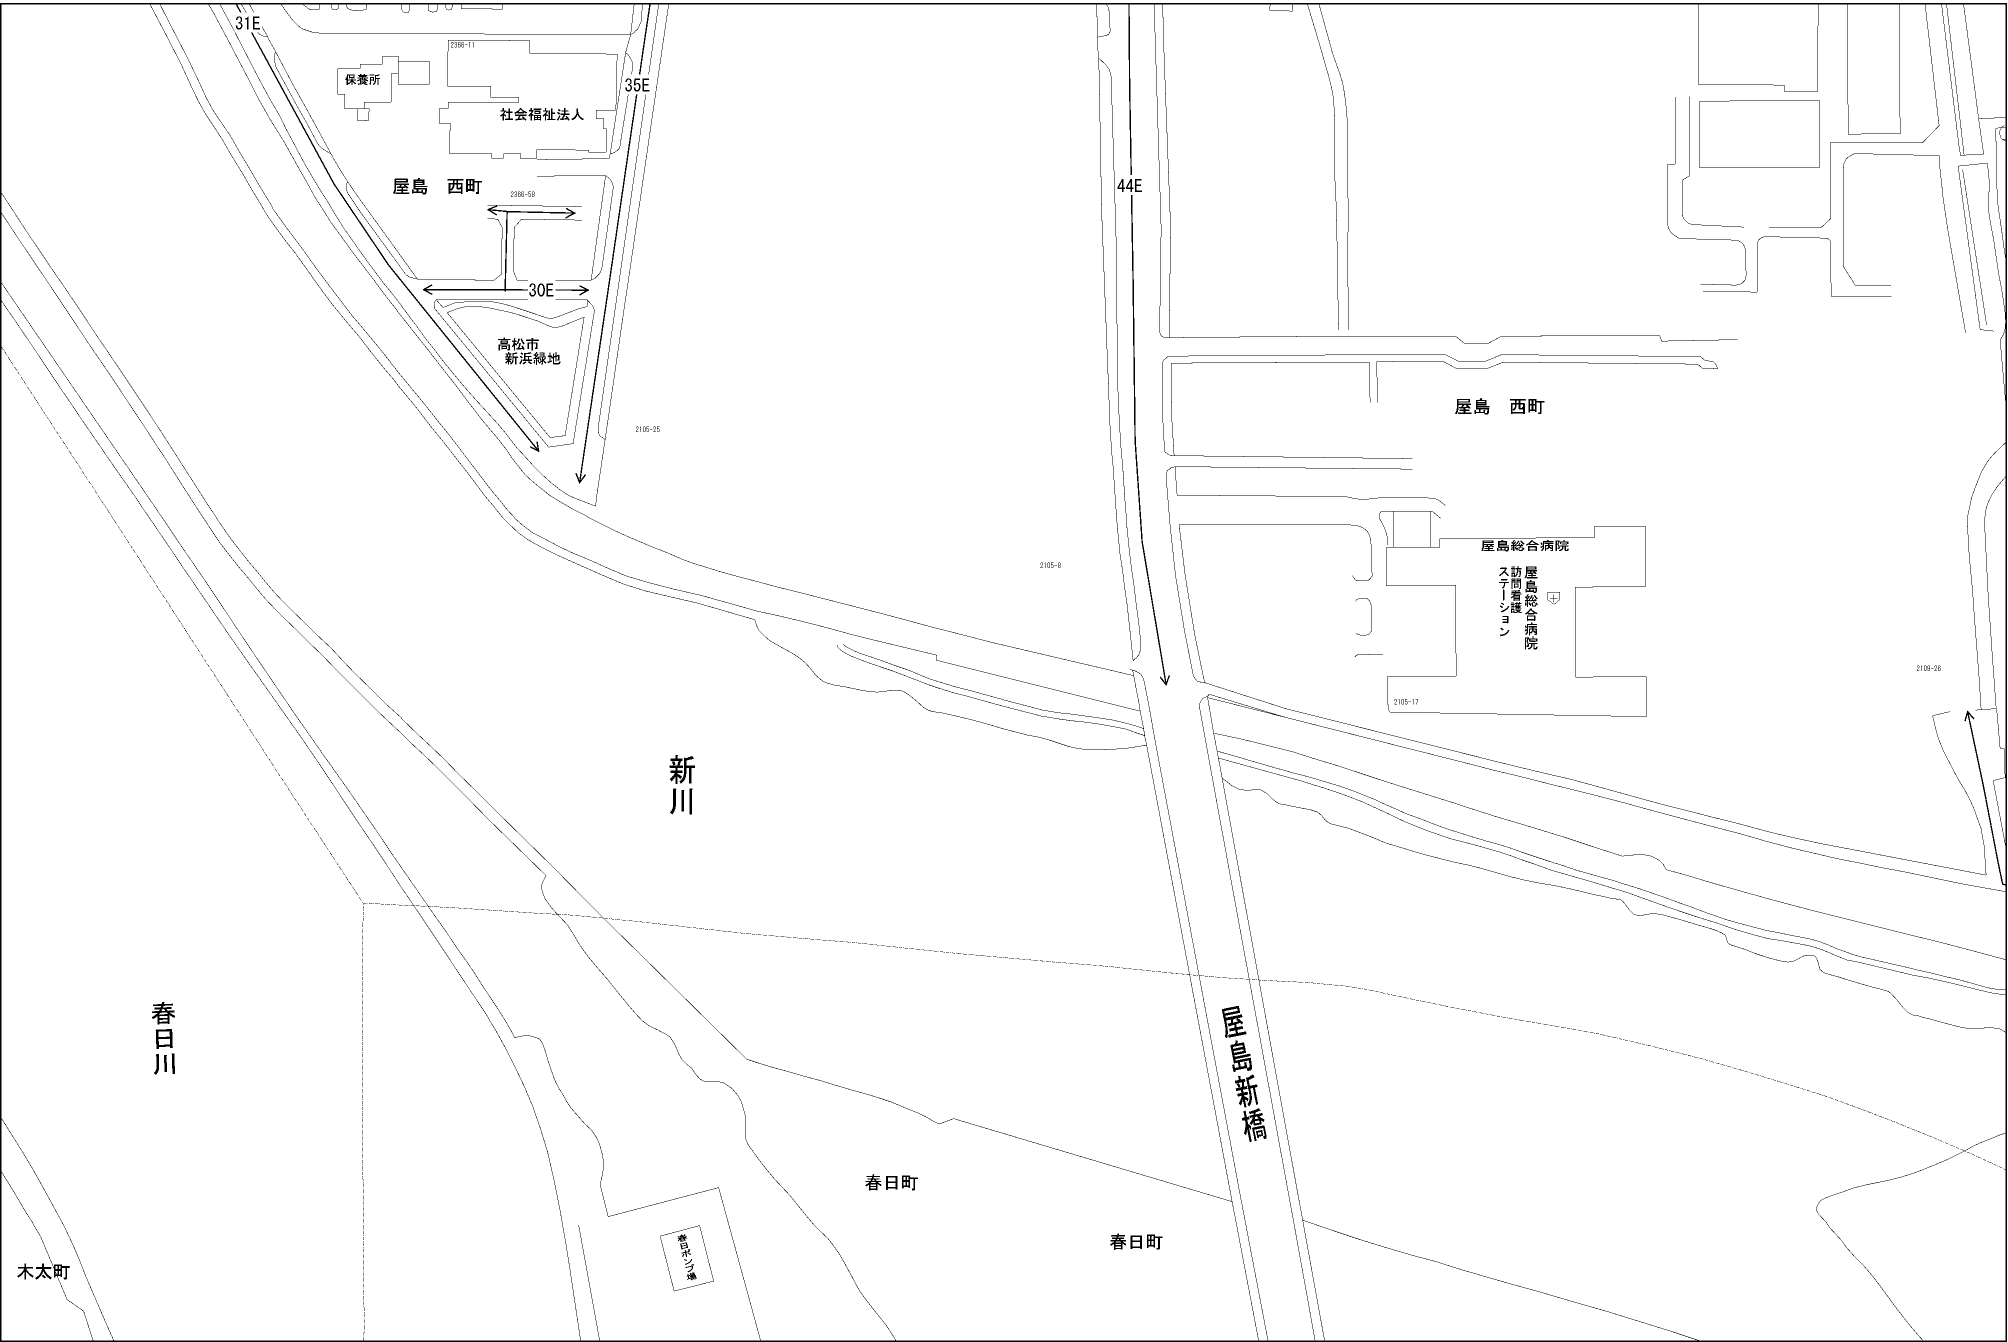 31E
2366-11
保養所
35E
社会福祉法人
屋島 西町
2366-58
44E
30E
高松市
新浜緑地
屋島 西町
2105-25
屋島総合病院
屋島総合病院
訪問看護
ステーション
2105-8
2109-26
2105-17
新川
春日川
屋島新橋
春日町
春日町
春日ポンプ場
木太町